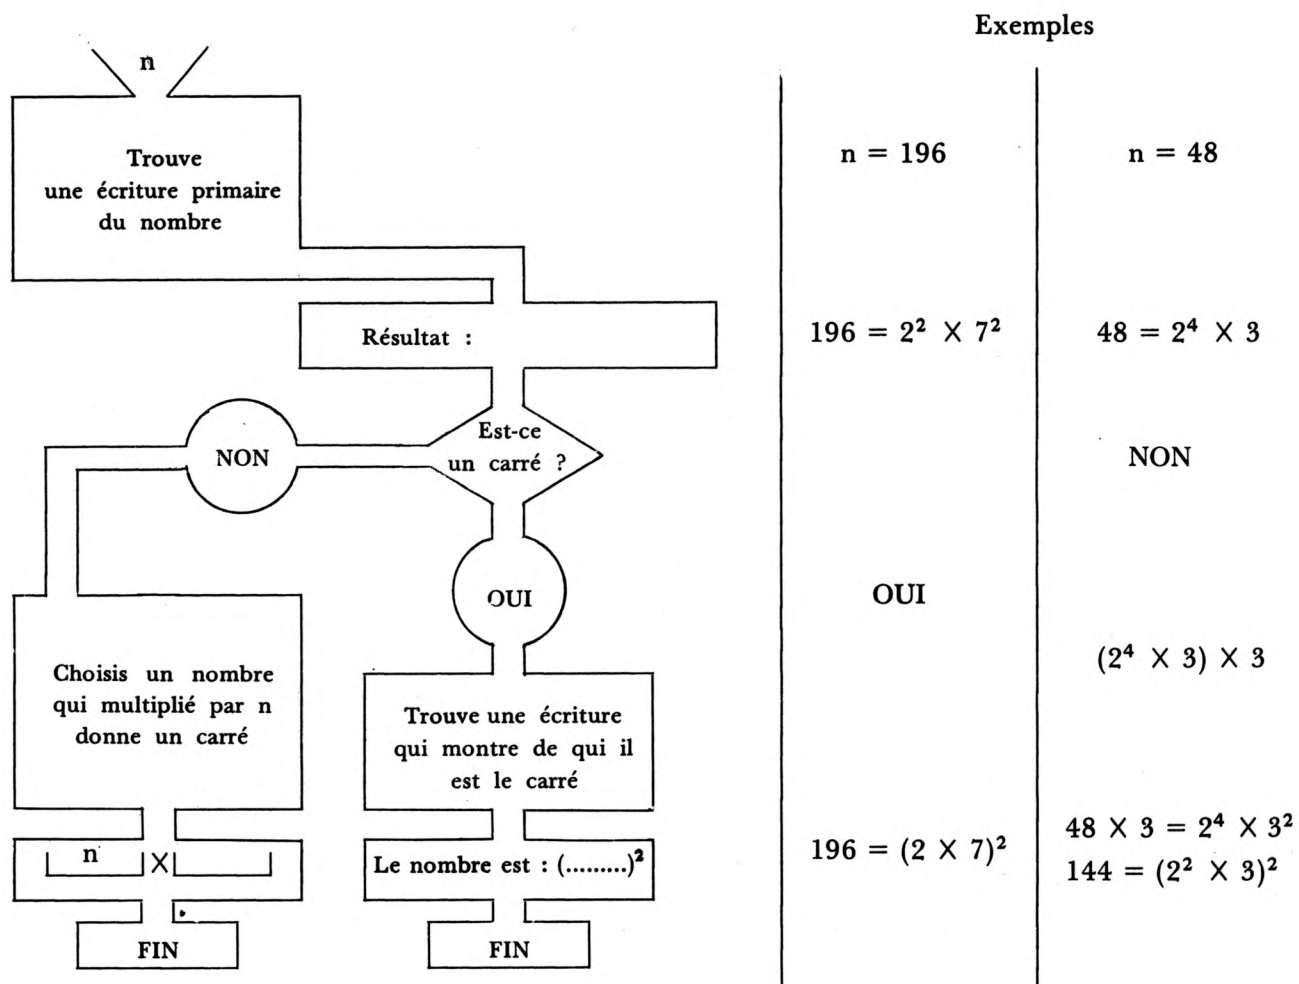 Exemples
n
Trouve
une écriture primaire
du nombre
Résultat :
Est-ce
un carré ?
NON
OUI
Choisis un nombre
qui multiplié par n
donne un carré
n X
FIN
Trouve une écriture
qui montre de qui il
est le carré
Le nombre est : (.........)²
FIN
n = 196
196 = 2² X 7²
OUI
196 = (2 X 7)²
n = 48
48 = 2⁴ X 3
NON
(2⁴ X 3) X 3
48 X 3 = 2⁴ X 3²
144 = (2² X 3)²